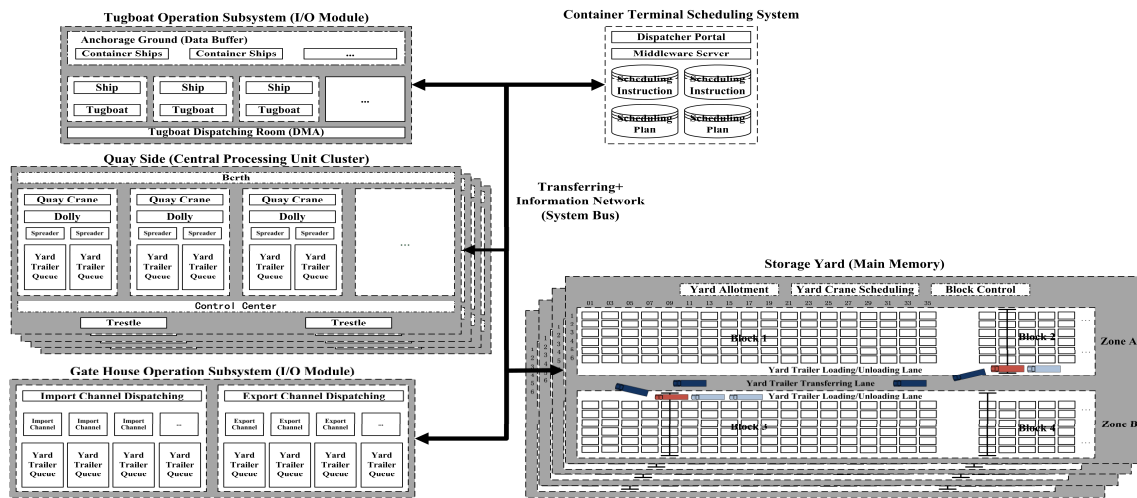 Tugboat Operation Subsystem (I/O Module)
Anchorage Ground (Data Buffer)
Container Ships Container Ships ...
Ship Ship Ship
Tugboat Tugboat Tugboat ...
Tugboat Dispatching Room (DMA)
Container Terminal Scheduling System
Dispatcher Portal
Middleware Server
Scheduling Instruction
Scheduling Instruction
Scheduling Plan
Scheduling Plan
Quay Side (Central Processing Unit Cluster)
Berth
Quay Crane Quay Crane Quay Crane
Dolly Dolly Dolly
Spreader Spreader Spreader Spreader Spreader Spreader
...
Yard Yard Yard Yard Yard Yard
Trailer Trailer Trailer Trailer Trailer Trailer
Queue Queue Queue Queue Queue Queue
Control Center
Trestle Trestle
Transferring+
Information Network
(System Bus)
Storage Yard (Main Memory)
Yard Allotment Yard Crane Scheduling Block Control
01 03 05 07 09 11 13 15 17 19 21 23 25 27 29 31 33 35
Block 1 Block 2
Zone A
Yard Trailer Loading/Unloading Lane
Yard Trailer Transferring Lane
Yard Trailer Loading/Unloading Lane
Block 3 Block 4
Zone B
Gate House Operation Subsystem (I/O Module)
Import Channel Dispatching Export Channel Dispatching
Import Import Import ... Export Export Export ...
Channel Channel Channel Channel Channel Channel
Yard Yard Yard Yard Yard Yard Yard Yard
Trailer Trailer Trailer Trailer Trailer Trailer Trailer Trailer
Queue Queue Queue Queue Queue Queue Queue Queue